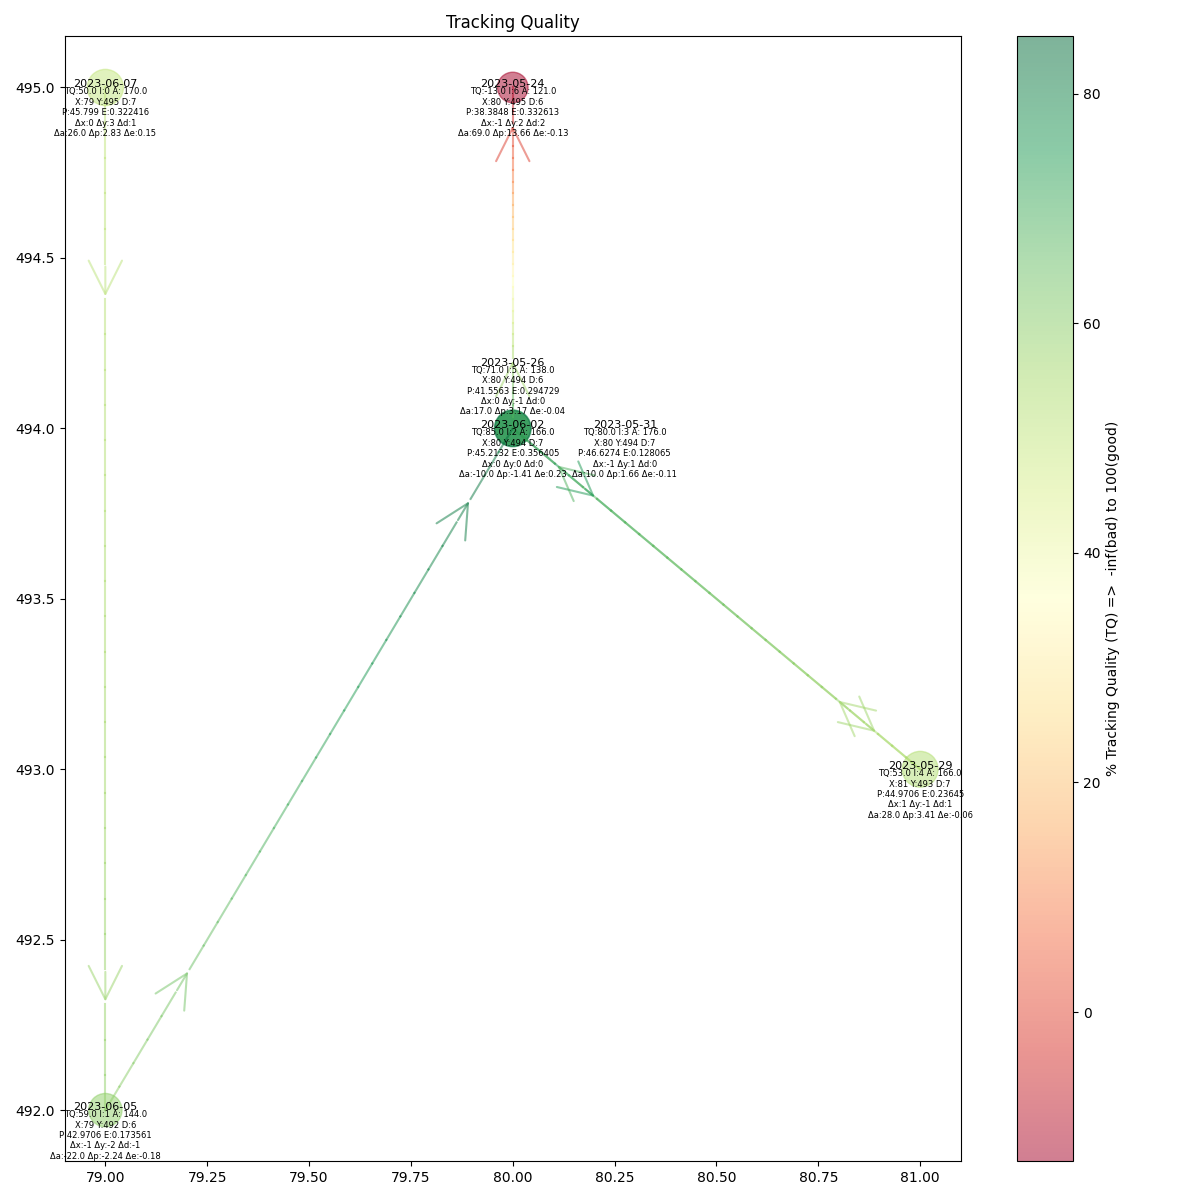 Tracking Quality
495.0
494.5
494.0
493.5
493.0
492.5
492.0
79.00
79.25
79.50
79.75
80.00
80.25
80.50
80.75
81.00
2023-06-07
TQ:50.0 I:0 A: 170.0
X:79 Y:495 D:7
P:45.799 E:0.322416
Δx:0 Δy:3 Δd:1
Δa:26.0 Δp:2.83 Δe:0.15
2023-05-24
TQ:-13.0 I:6 A: 121.0
X:80 Y:495 D:6
P:38.3848 E:0.332613
Δx:-1 Δy:2 Δd:2
Δa:69.0 Δp:13.66 Δe:-0.13
2023-05-26
TQ:71.0 I:5 A: 138.0
X:80 Y:494 D:6
P:41.5563 E:0.294729
Δx:0 Δy:-1 Δd:0
Δa:17.0 Δp:3.17 Δe:-0.04
2023-06-02
TQ:85.0 I:2 A: 166.0
X:80 Y:494 D:7
P:45.2132 E:0.356405
Δx:0 Δy:0 Δd:0
Δa:-10.0 Δp:-1.41 Δe:0.23
2023-05-31
TQ:80.0 I:3 A: 176.0
X:80 Y:494 D:7
P:46.6274 E:0.128065
Δx:-1 Δy:1 Δd:0
Δa:10.0 Δp:1.66 Δe:-0.11
2023-05-29
TQ:53.0 I:4 A: 166.0
X:81 Y:493 D:7
P:44.9706 E:0.23645
Δx:1 Δy:-1 Δd:1
Δa:28.0 Δp:3.41 Δe:-0.06
2023-06-05
TQ:59.0 I:1 A: 144.0
X:79 Y:492 D:6
P:42.9706 E:0.173561
Δx:-1 Δy:-2 Δd:-1
Δa:-22.0 Δp:-2.24 Δe:-0.18
80
60
40
20
0
% Tracking Quality (TQ) => -inf(bad) to 100(good)